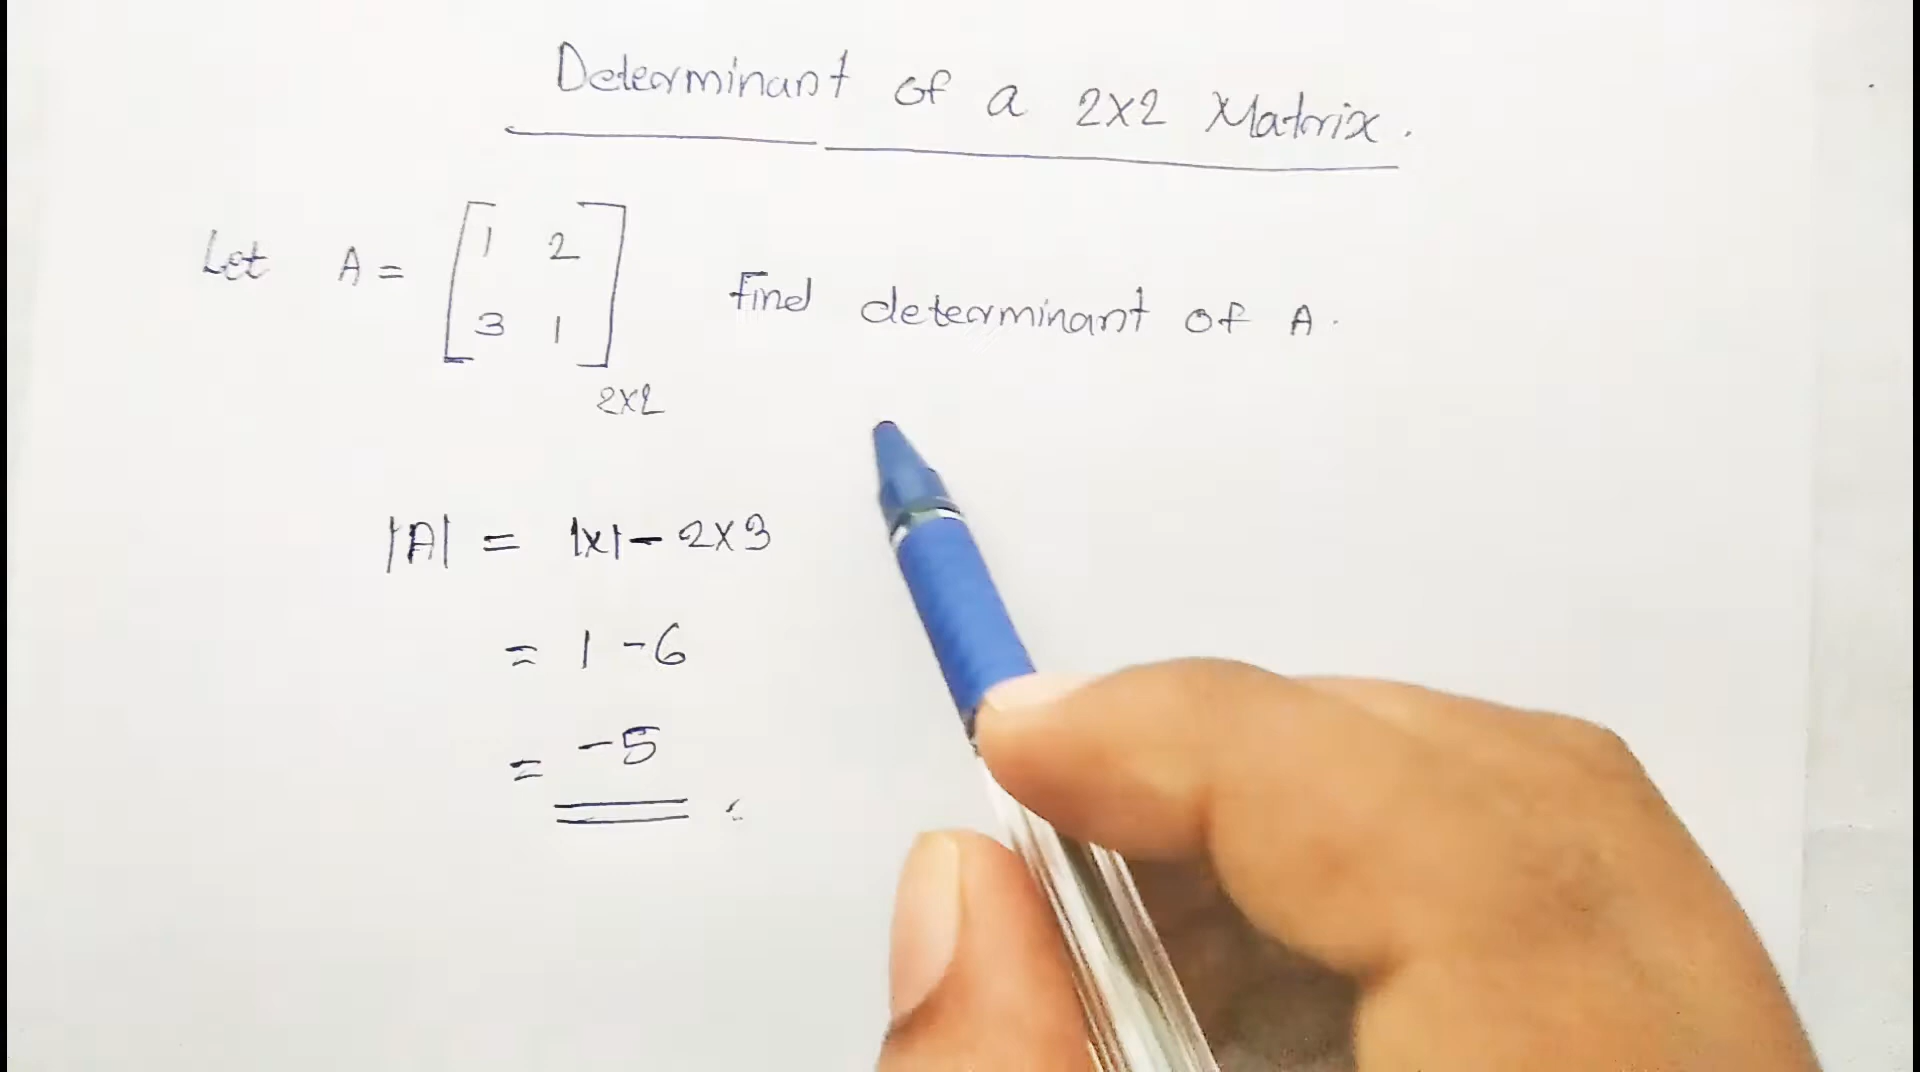 Determinant of a 2x2 Matrix.
Let A = [1 2
3 1] 2x2 Find determinant of A.
|A| = 1x1 - 2x3
= 1 - 6
= -5